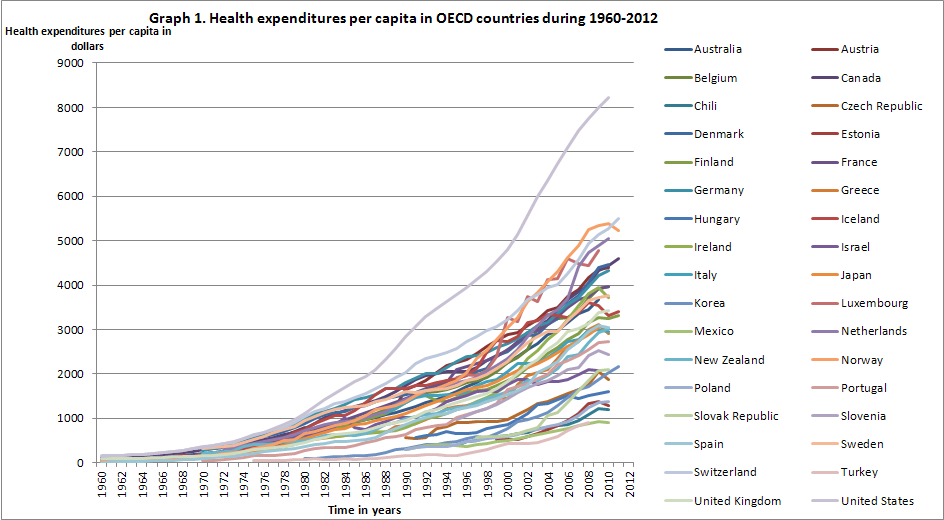 Graph 1. Health expenditures per capita in OECD countries during 1960-2012
Health expenditures per capita in
dollars
9000
8000
7000
6000
5000
4000
3000
2000
1000
0
1960 1962 1964 1966 1968 1970 1972 1974 1976 1978 1980 1982 1984 1986 1988 1990 1992 1994 1996 1998 2000 2002 2004 2006 2008 2010 2012
Time in years
Australia Austria
Belgium Canada
Chili Czech Republic
Denmark Estonia
Finland France
Germany Greece
Hungary Iceland
Ireland Israel
Italy Japan
Korea Luxembourg
Mexico Netherlands
New Zealand Norway
Poland Portugal
Slovak Republic Slovenia
Spain Sweden
Switzerland Turkey
United Kingdom United States